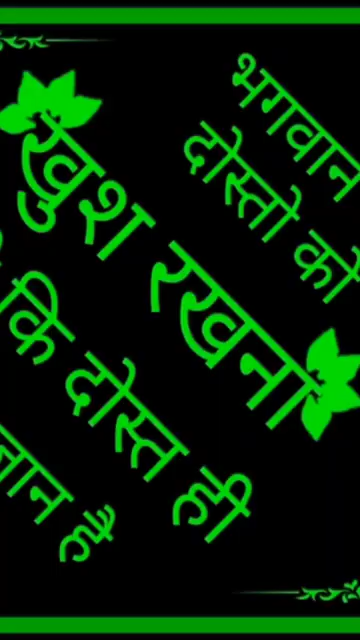 भगवान
दोस्तो को
खुश रखना
कि दोस्त ही
है